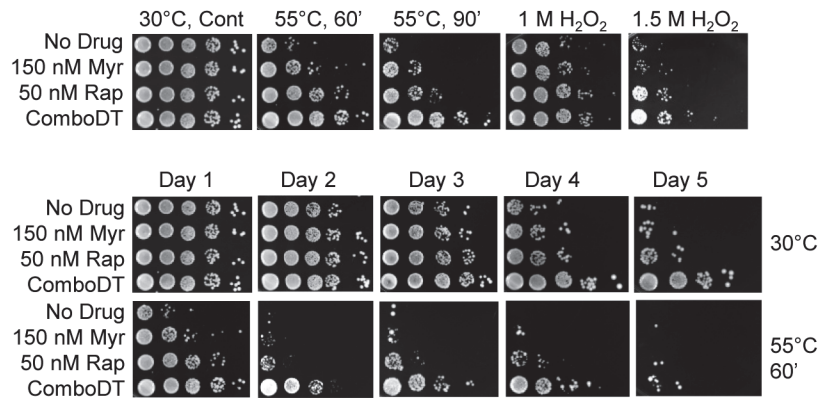 30°C, Cont 55°C, 60’ 55°C, 90’ 1 M H₂O₂ 1.5 M H₂O₂
No Drug
150 nM Myr
50 nM Rap
ComboDT
Day 1 Day 2 Day 3 Day 4 Day 5
No Drug
150 nM Myr
50 nM Rap
ComboDT
30°C
No Drug
150 nM Myr
50 nM Rap
ComboDT
55°C
60’